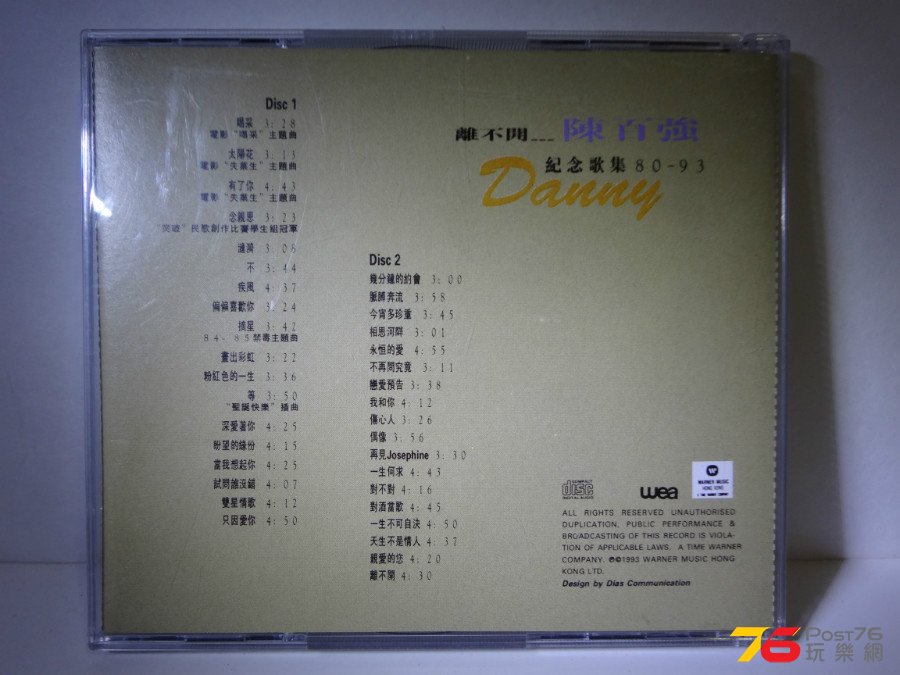 離不開___陳百強
紀念歌集80-93
Danny
Disc 1
喝采 3:28
電影“喝采”主題曲
太陽花 3:13
電影“失業生”主題曲
有了你 4:43
電影“失業生”主題曲
念親恩 3:23
“突破”民歌創作比賽學生組冠軍
漣漪 3:08
不 3:44
疾風 4:37
偏偏喜歡你 3:24
摘星 3:42
84-85禁毒主題曲
畫出彩虹 3:22
粉紅色的一生 3:36
等 3:50
“聖誕快樂”插曲
深愛著你 4:25
盼望的緣份 4:15
當我想起你 4:25
試問誰沒錯 4:07
雙星情歌 4:12
只因愛你 4:50
Disc 2
幾分鐘的約會 3:00
脈膊奔流 3:58
今宵多珍重 3:45
相思河畔 3:01
永恒的愛 4:55
不再問究竟 3:11
戀愛預告 3:38
我和你 4:12
傷心人 3:26
偶像 3:56
再見Josephine 3:30
一生何求 4:43
對不對 4:16
對酒當歌 4:45
一生不可自決 4:50
天生不是情人 4:37
親愛的您 4:20
離不開 4:30
COMPACT
disc
DIGITAL AUDIO
wea
WARNER MUSIC
HONG KONG
A TIME WARNER COMPANY
ALL RIGHTS RESERVED UNAUTHORISED
DUPLICATION, PUBLIC PERFORMANCE &
BROADCASTING OF THIS RECORD IS VIOLA-
TION OF APPLICABLE LAWS. A TIME WARNER
COMPANY. ℗©1993 WARNER MUSIC HONG
KONG LTD.
Design by Dias Communication
76 Post76
玩樂網